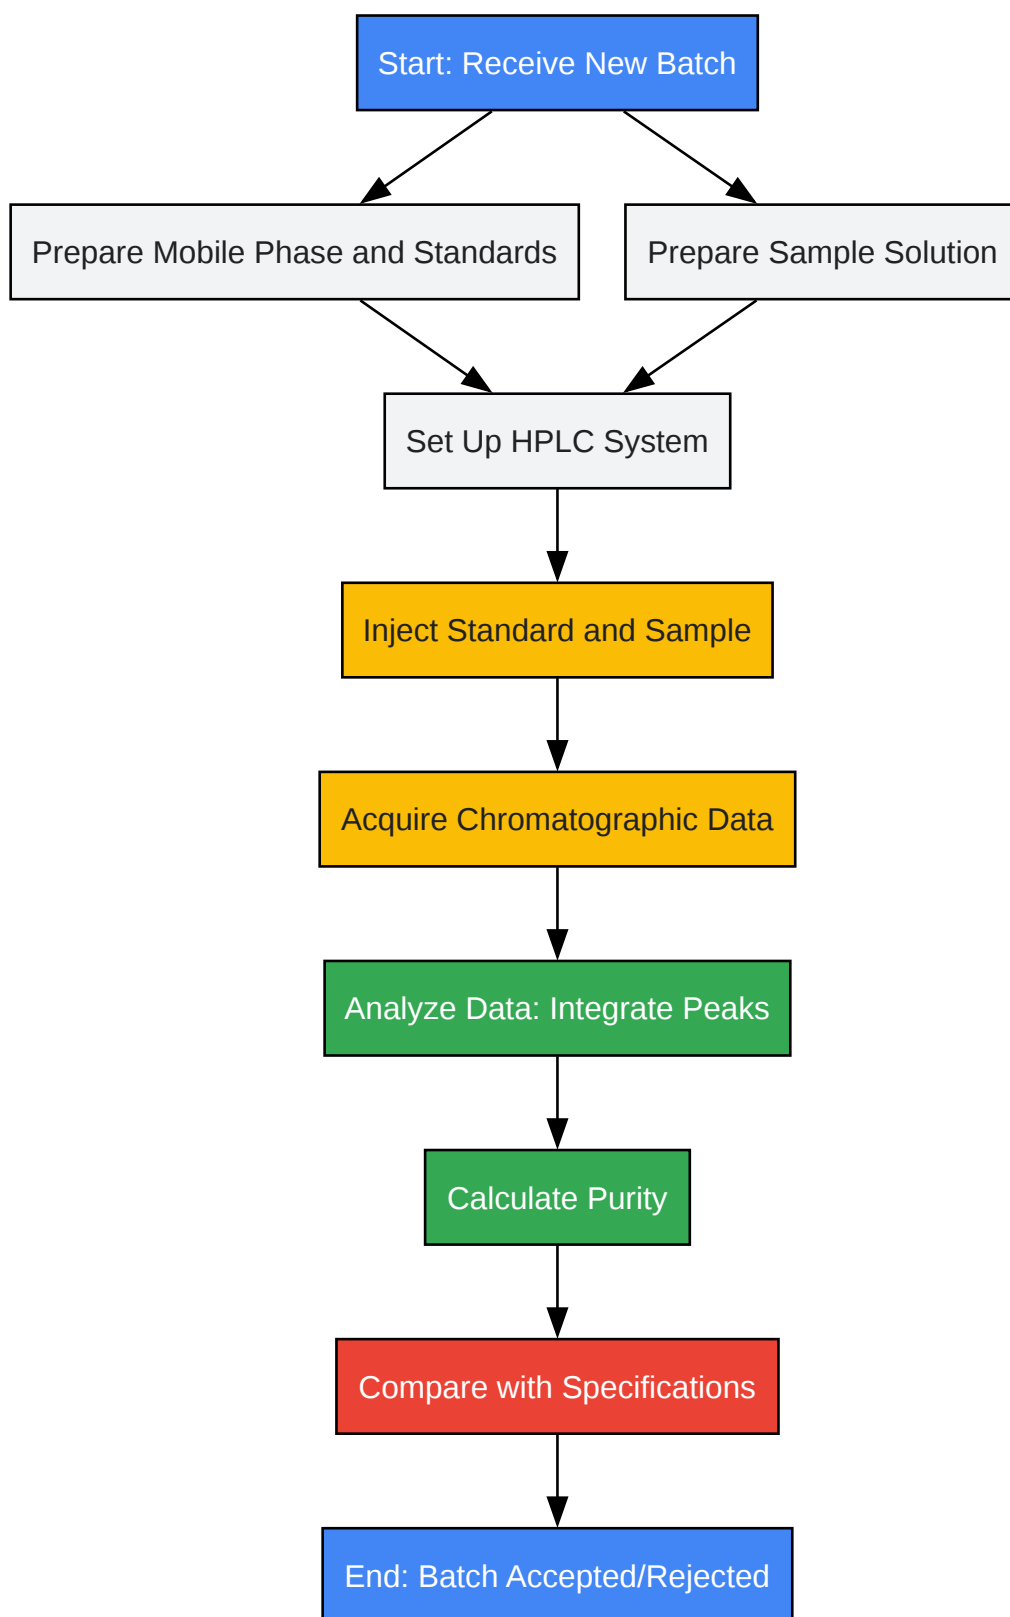 Start: Receive New Batch
Prepare Mobile Phase and Standards
Prepare Sample Solution
Set Up HPLC System
Inject Standard and Sample
Acquire Chromatographic Data
Analyze Data: Integrate Peaks
Calculate Purity
Compare with Specifications
End: Batch Accepted/Rejected